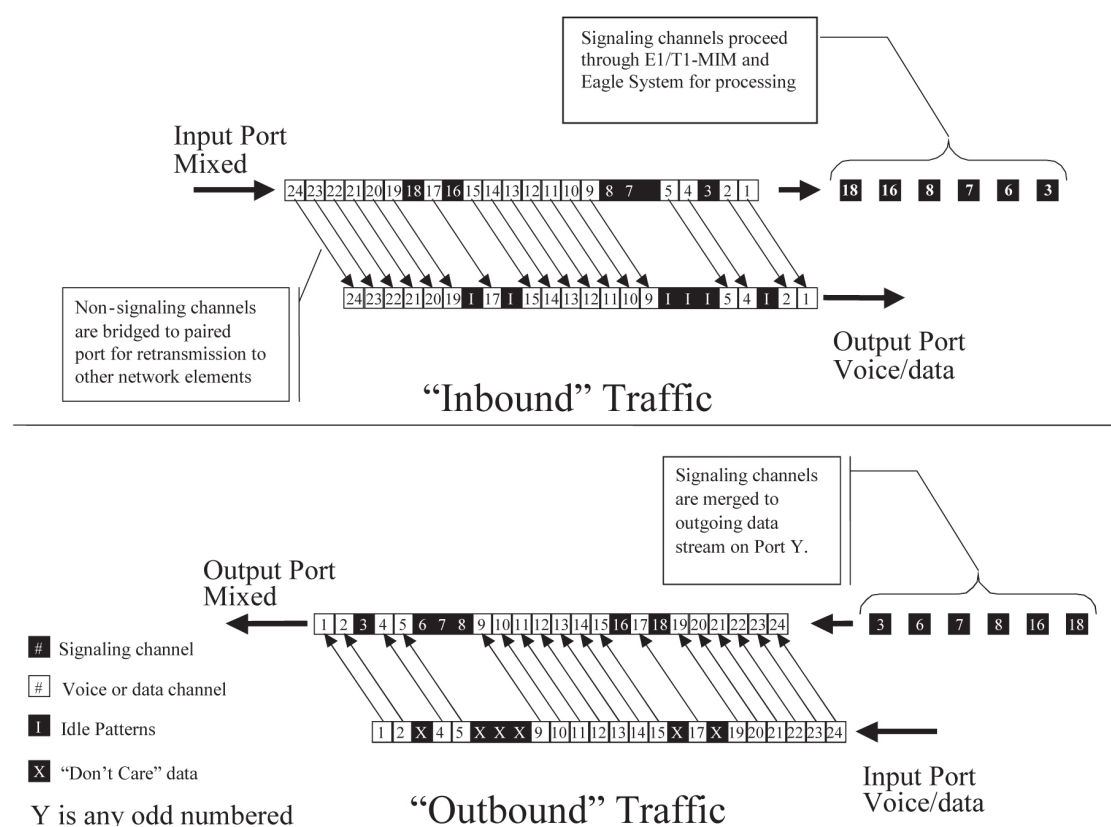 Signaling channels proceed
through E1/T1-MIM and
Eagle System for processing
Input Port
Mixed
24 23 22 21 20 19 18 17 16 15 14 13 12 11 10 9 8 7 5 4 3 2 1
18 16 8 7 6 3
24 23 22 21 20 19 I 17 I 15 14 13 12 11 10 9 I I I 5 4 I 2 1
Non-signaling channels
are bridged to paired
port for retransmission to
other network elements
Output Port
Voice/data
“Inbound” Traffic
Signaling channels
are merged to
outgoing data
stream on Port Y.
Output Port
Mixed
1 2 3 4 5 6 7 8 9 10 11 12 13 14 15 16 17 18 19 20 21 22 23 24
3 6 7 8 16 18
# Signaling channel
# Voice or data channel
I Idle Patterns
X “Don’t Care” data
1 2 X 4 5 X X X 9 10 11 12 13 14 15 X 17 X 19 20 21 22 23 24
Input Port
Voice/data
Y is any odd numbered
“Outbound” Traffic